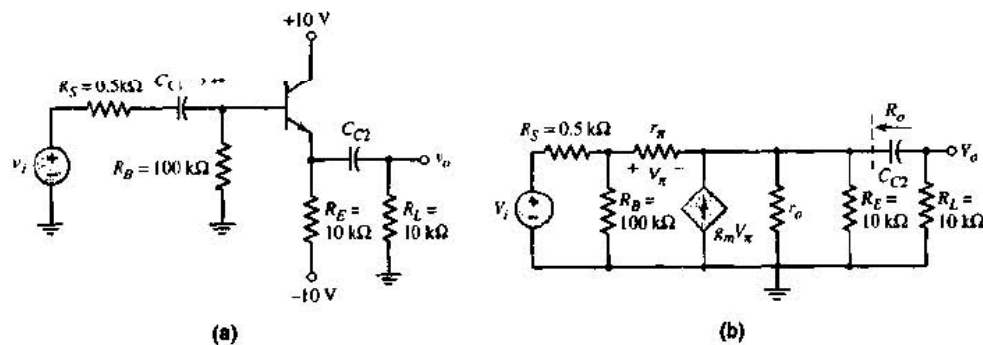 +10 V
R_S = 0.5kΩ
v_i
R_B = 100 kΩ
C_C2
v_o
R_E =
10 kΩ
R_L =
10 kΩ
−10 V
(a)
R_S = 0.5 kΩ
r_π
+ V_π −
V_i
R_B =
100 kΩ
g_mV_π
r_o
R_o
C_C2
V_o
R_E =
10 kΩ
R_L =
10 kΩ
(b)